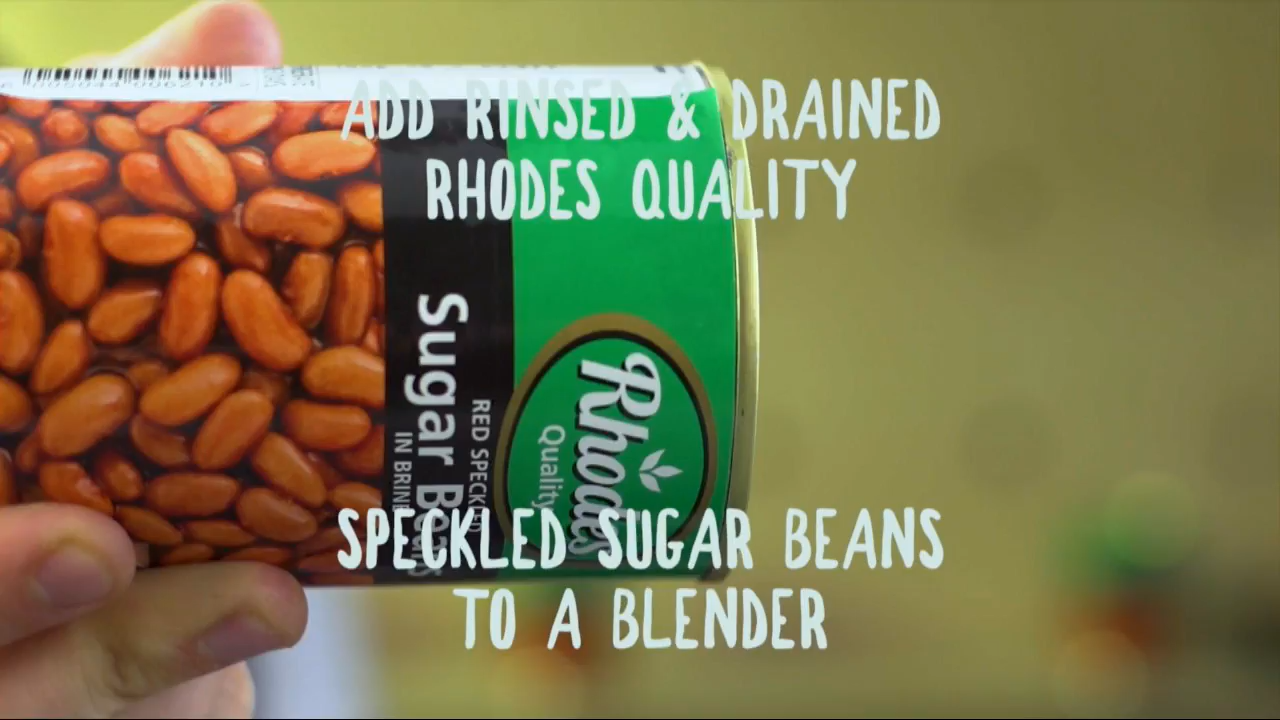 ADD RINSED & DRAINED
RHODES QUALITY
SPECKLED SUGAR BEANS
TO A BLENDER
Rhodes
Quality
RED SPECKLED
Sugar Beans
IN BRINE